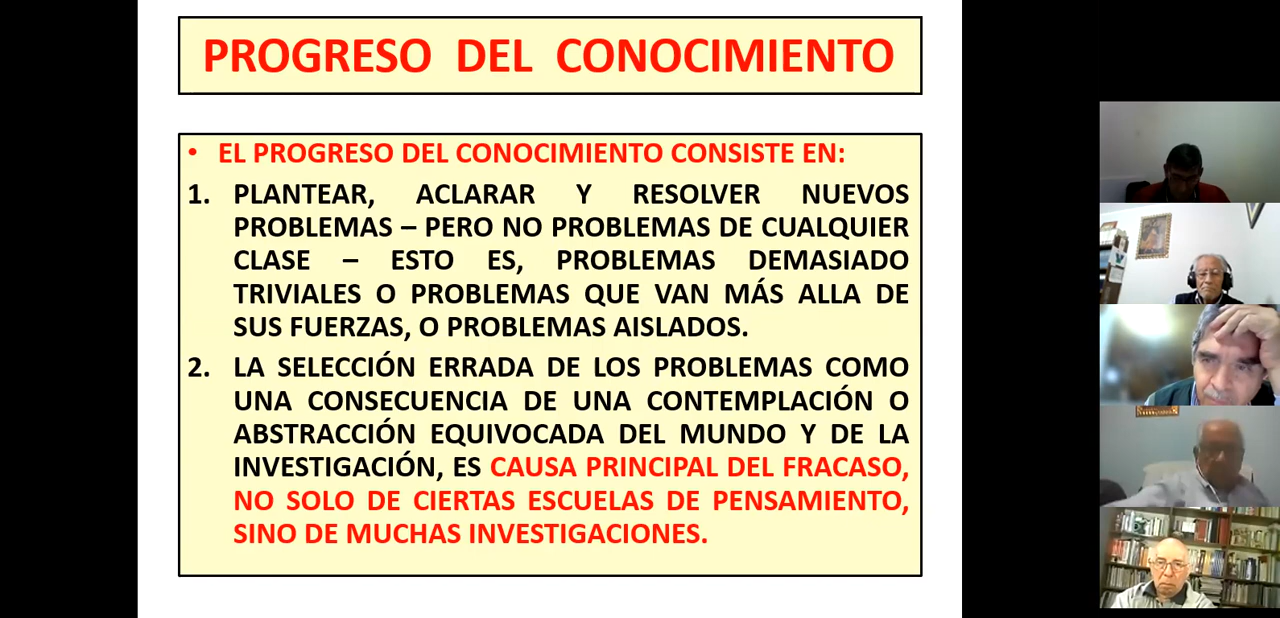 PROGRESO DEL CONOCIMIENTO
• EL PROGRESO DEL CONOCIMIENTO CONSISTE EN:
1. PLANTEAR, ACLARAR Y RESOLVER NUEVOS
PROBLEMAS – PERO NO PROBLEMAS DE CUALQUIER
CLASE – ESTO ES, PROBLEMAS DEMASIADO
TRIVIALES O PROBLEMAS QUE VAN MÁS ALLA DE
SUS FUERZAS, O PROBLEMAS AISLADOS.
2. LA SELECCIÓN ERRADA DE LOS PROBLEMAS COMO
UNA CONSECUENCIA DE UNA CONTEMPLACIÓN O
ABSTRACCIÓN EQUIVOCADA DEL MUNDO Y DE LA
INVESTIGACIÓN, ES CAUSA PRINCIPAL DEL FRACASO,
NO SOLO DE CIERTAS ESCUELAS DE PENSAMIENTO,
SINO DE MUCHAS INVESTIGACIONES.